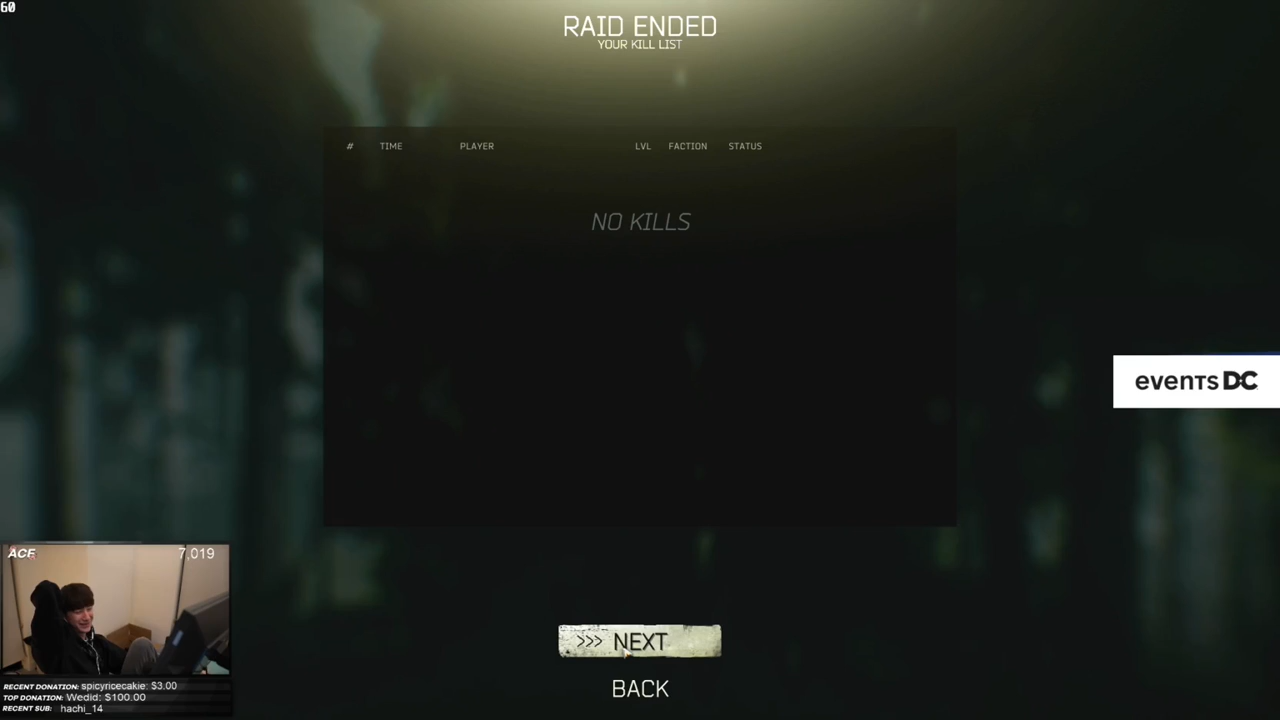 60
RAID ENDED
YOUR KILL LIST
# TIME PLAYER LVL FACTION STATUS
NO KILLS
evenTs DC
ACE 7,019
>>> NEXT
BACK
RECENT DONATION: spicyricecakie: $3.00
TOP DONATION: Wedid: $100.00
RECENT SUB: hachi_14